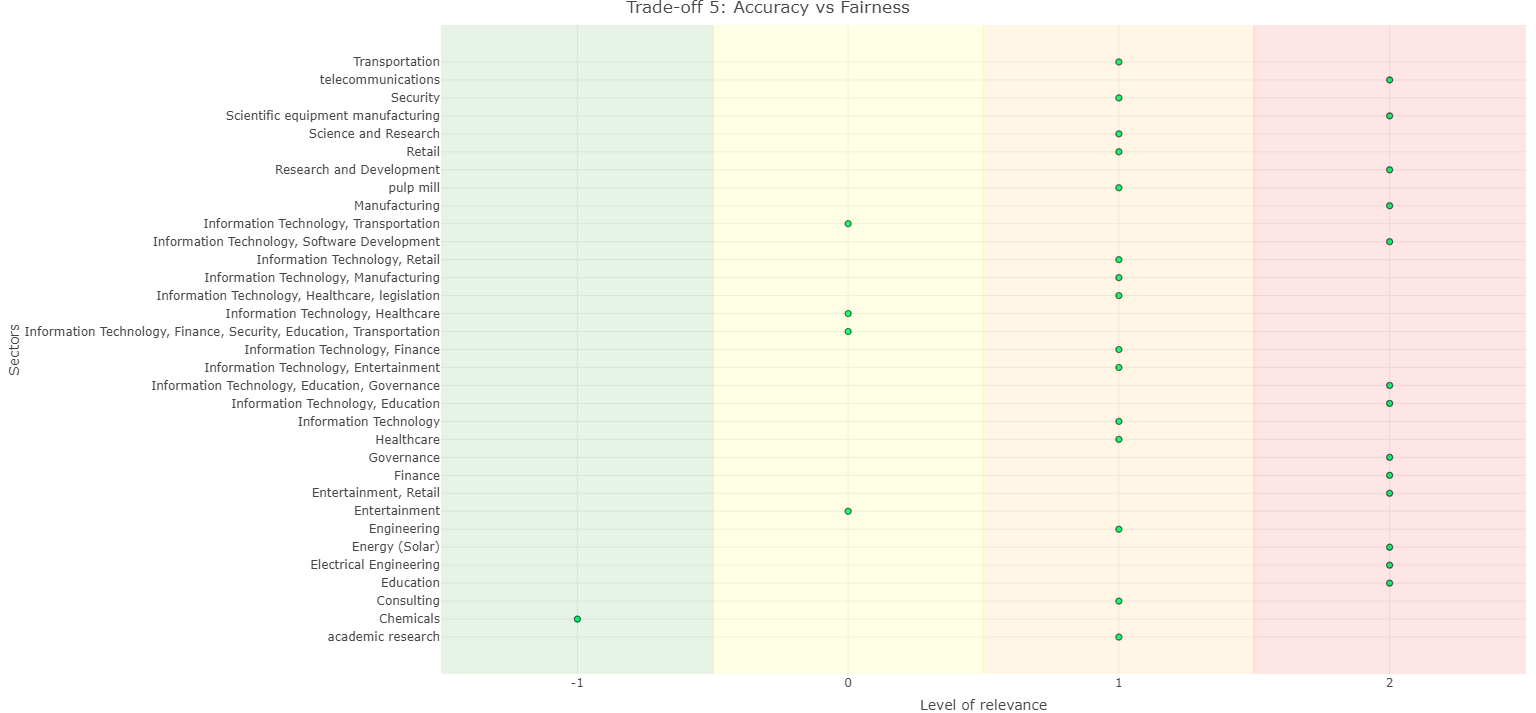 Trade-off 5: Accuracy vs Fairness
Transportation
telecommunications
Security
Scientific equipment manufacturing
Science and Research
Retail
Research and Development
pulp mill
Manufacturing
Information Technology, Transportation
Information Technology, Software Development
Information Technology, Retail
Information Technology, Manufacturing
Information Technology, Healthcare, legislation
Information Technology, Healthcare
Information Technology, Finance, Security, Education, Transportation
Information Technology, Finance
Information Technology, Entertainment
Information Technology, Education, Governance
Information Technology, Education
Information Technology
Healthcare
Governance
Finance
Entertainment, Retail
Entertainment
Engineering
Energy (Solar)
Electrical Engineering
Education
Consulting
Chemicals
academic research
Sectors
-1 0 1 2
Level of relevance